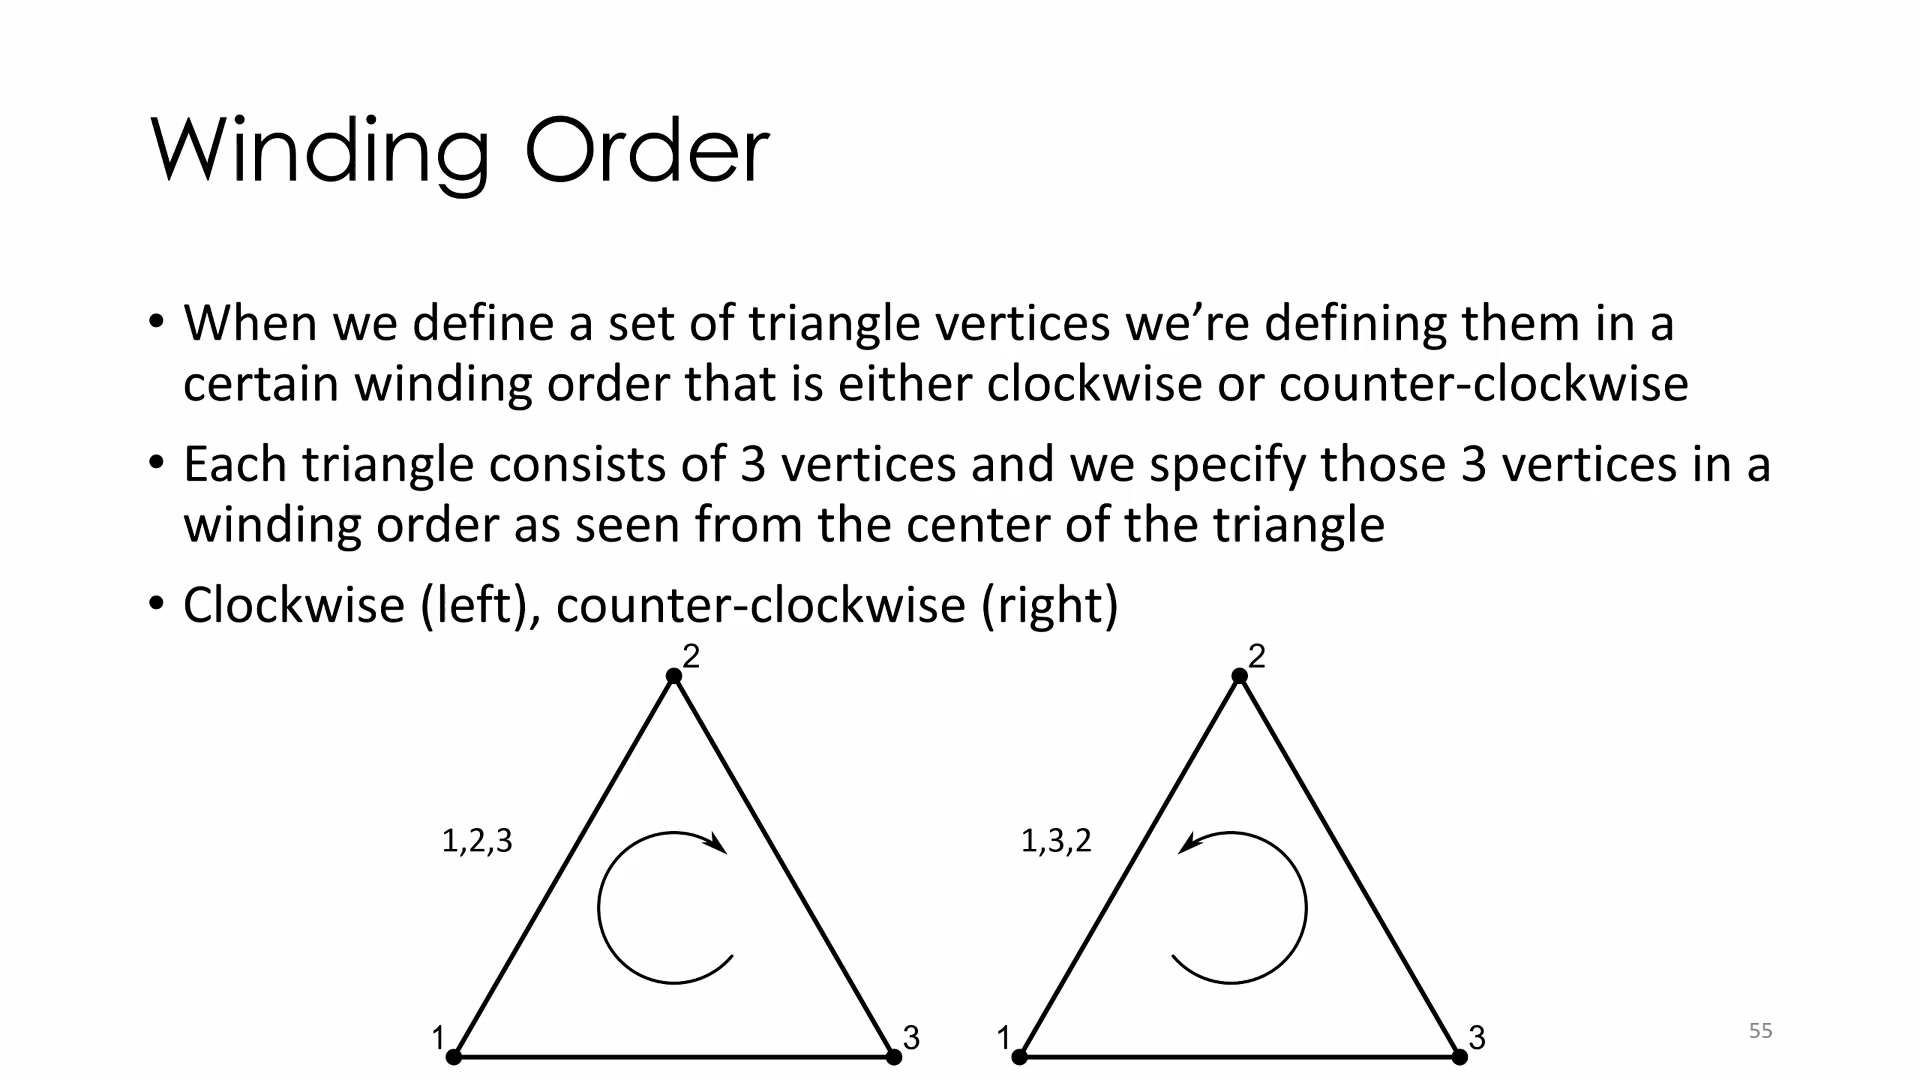 Winding Order
• When we define a set of triangle vertices we’re defining them in a
certain winding order that is either clockwise or counter-clockwise
• Each triangle consists of 3 vertices and we specify those 3 vertices in a
winding order as seen from the center of the triangle
• Clockwise (left), counter-clockwise (right)
2
1,2,3
1
3
2
1,3,2
1
3
55